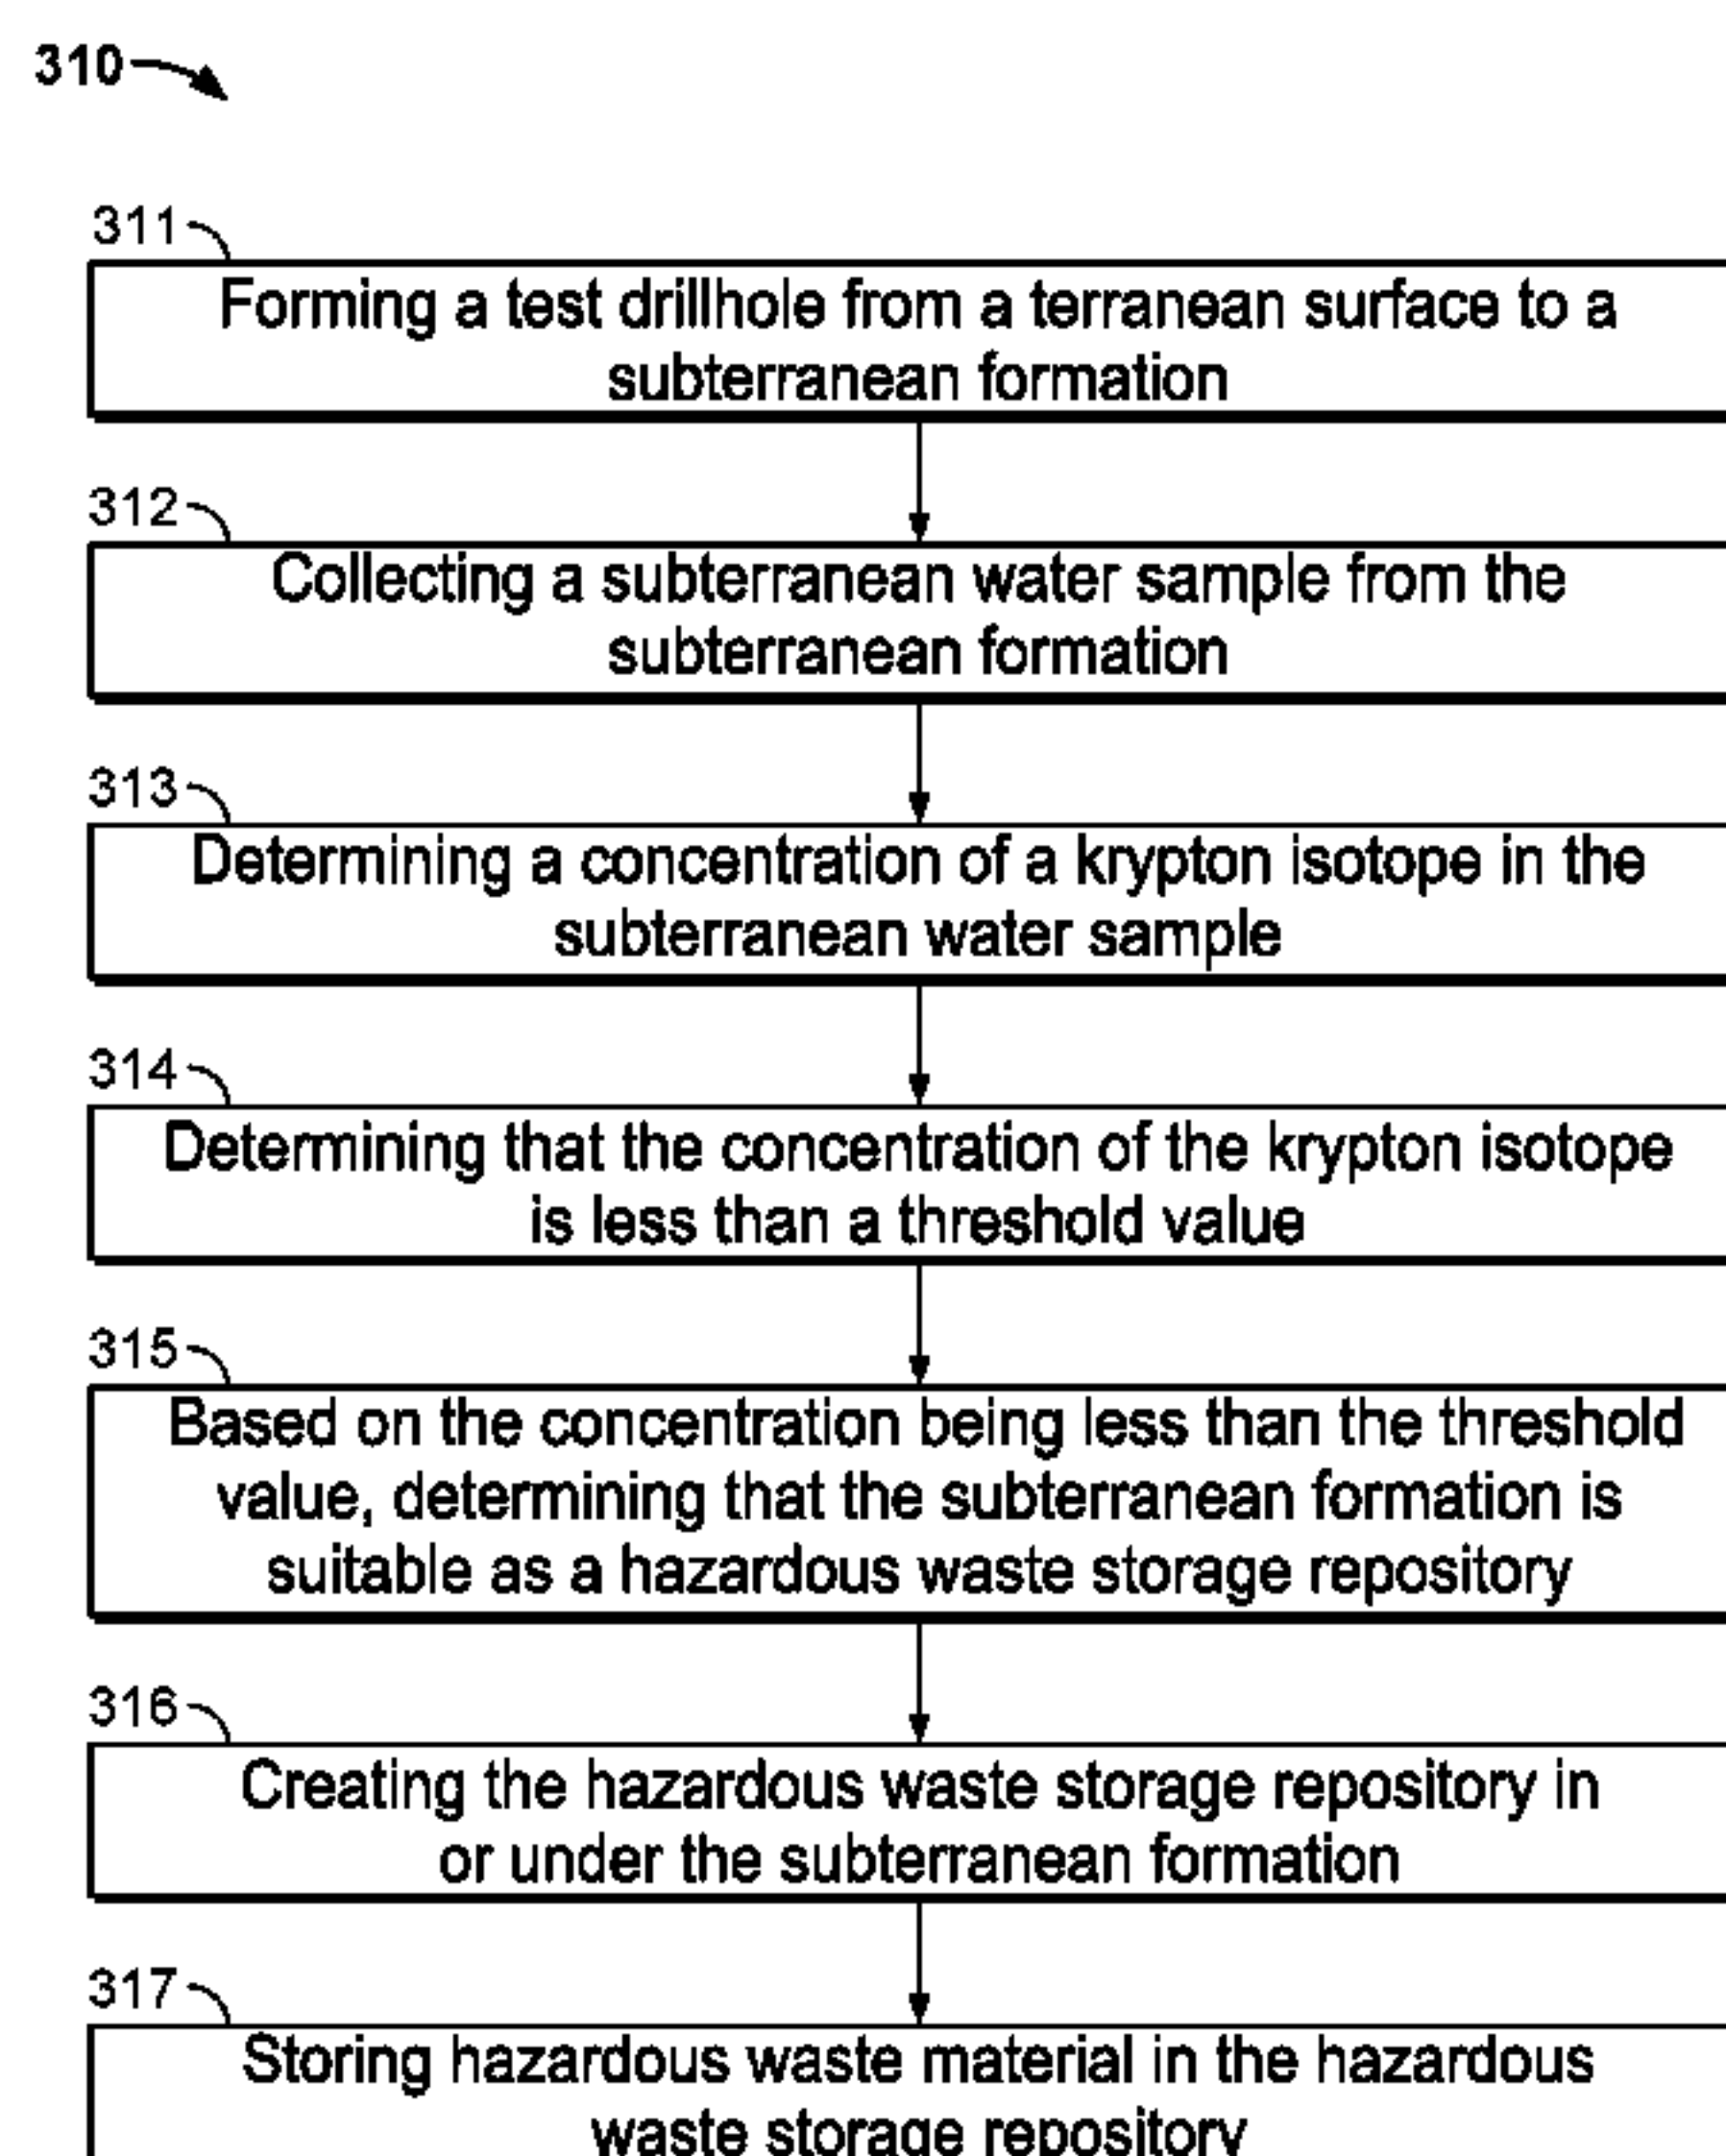 310
311
Forming a test drillhole from a terranean surface to a
subterranean formation
312
Collecting a subterranean water sample from the
subterranean formation
313
Determining a concentration of a krypton isotope in the
subterranean water sample
314
Determining that the concentration of the krypton isotope
is less than a threshold value
315
Based on the concentration being less than the threshold
value, determining that the subterranean formation is
suitable as a hazardous waste storage repository
316
Creating the hazardous waste storage repository in
or under the subterranean formation
317
Storing hazardous waste material in the hazardous
waste storage repository